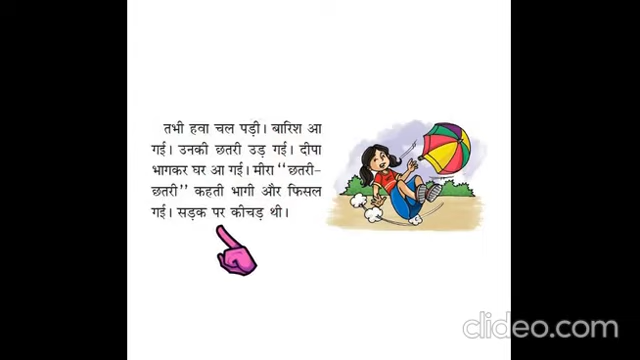 तभी हवा चल पड़ी। बारिश आ
गई। उनकी छतरी उड़ गई। दीपा
भागकर घर आ गई। मीरा “छतरी-
छतरी” कहती भागी और फिसल
गई। सड़क पर कीचड़ थी।
clideo.com